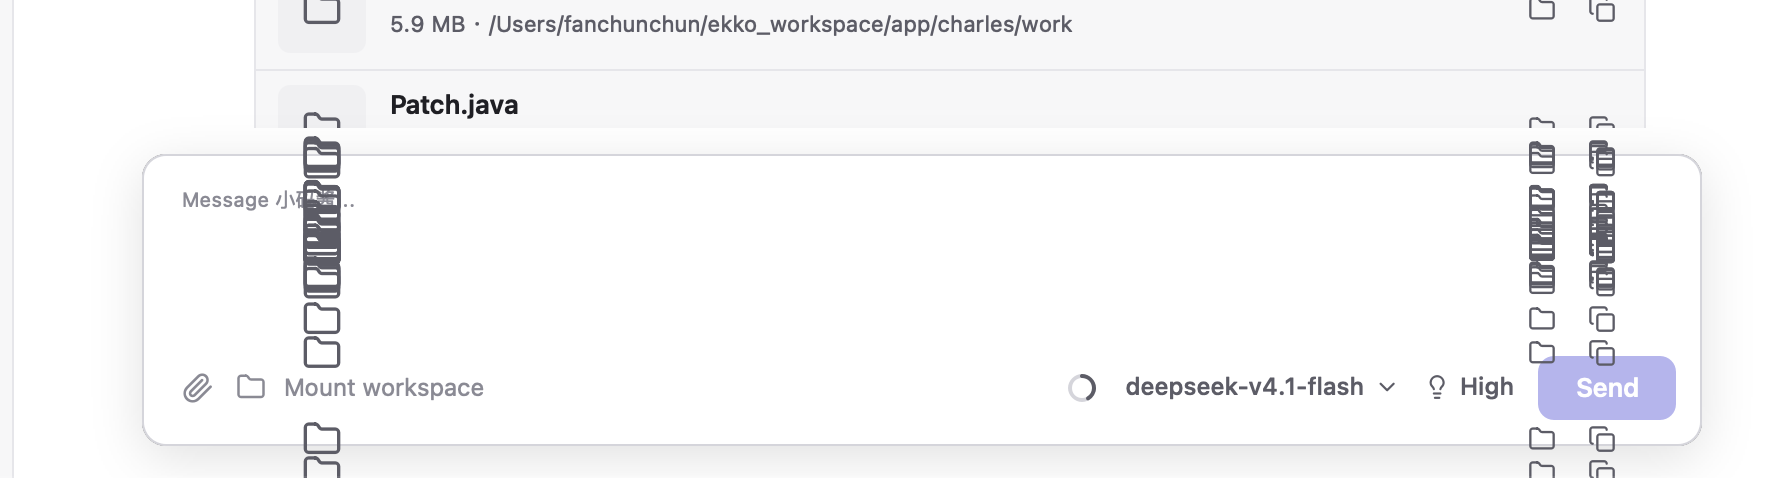 5.9 MB · /Users/fanchunchun/ekko_workspace/app/charles/work
Patch.java
Message 小
Mount workspace
deepseek-v4.1-flash
High
Send